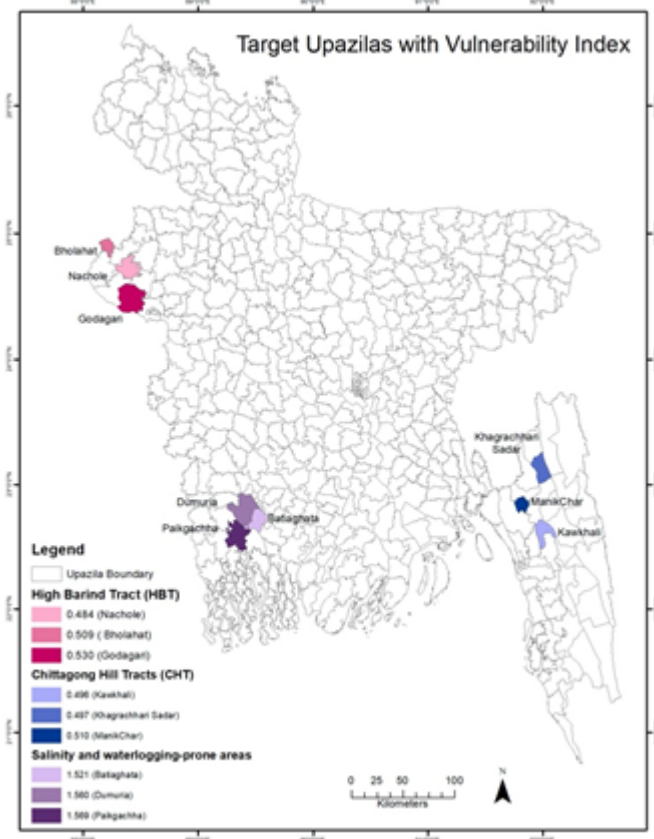 Target Upazilas with Vulnerability Index
Bholahat
Nachole
Godagari
Khagrachhari
Sadar
ManikChar
Kawkhali
Dumuria
Batiaghata
Paikgachha
Legend
Upazila Boundary
High Barind Tract (HBT)
0.484 (Nachole)
0.509 ( Bholahat)
0.530 (Godagari)
Chittagong Hill Tracts (CHT)
0.496 (Kawkhali)
0.497 (Khagrachhari Sadar)
0.510 (ManikChar)
Salinity and waterlogging-prone areas
1.521 (Batiaghata)
1.560 (Dumuria)
1.569 (Paikgachha)
0 25 50 100
Kilometers
N